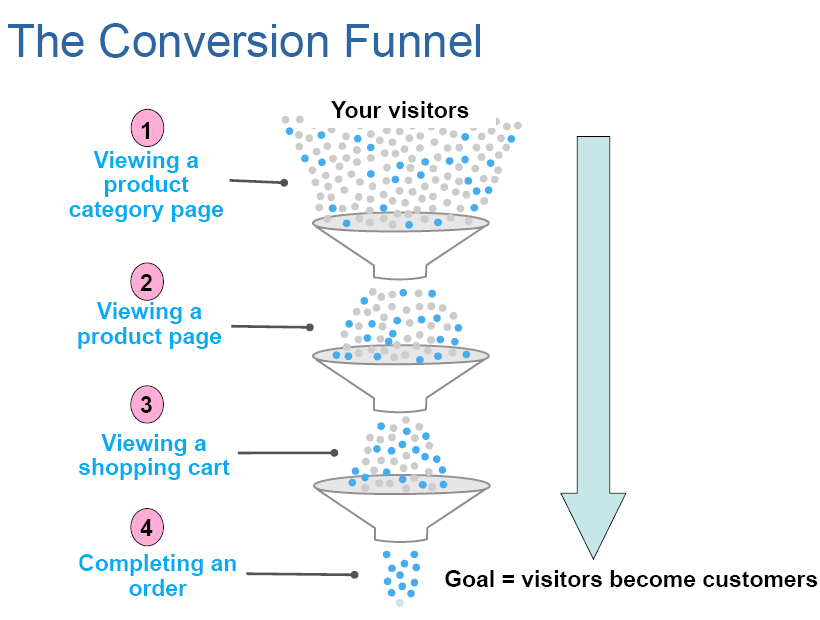 The Conversion Funnel
Your visitors
1
Viewing a
product
category page
2
Viewing a
product page
3
Viewing a
shopping cart
4
Completing an
order
Goal = visitors become customers